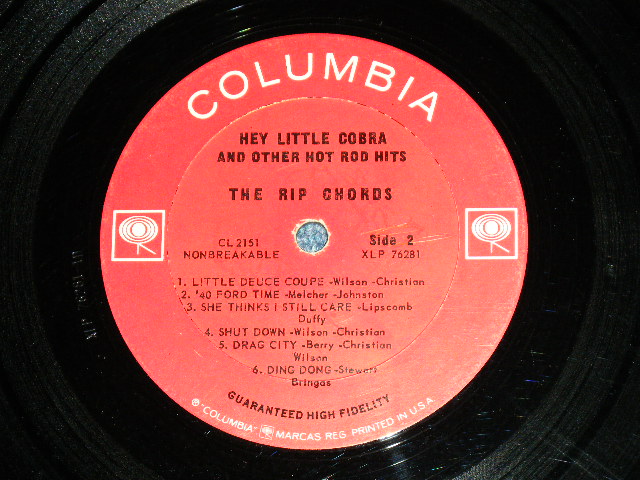 COLUMBIA
HEY LITTLE COBRA
AND OTHER HOT ROD HITS
THE RIP CHORDS
CL 2151
NONBREAKABLE
Side 2
XLP 76281
1. LITTLE DEUCE COUPE -Wilson -Christian
2. '40 FORD TIME -Melcher -Johnston
3. SHE THINKS I STILL CARE -Lipscomb
Duffy
4. SHUT DOWN -Wilson -Christian
5. DRAG CITY -Berry -Christian
Wilson
6. DING DONG -Stewart
Bringas
GUARANTEED HIGH FIDELITY
℗ "COLUMBIA" MARCAS REG. PRINTED IN U.S.A.